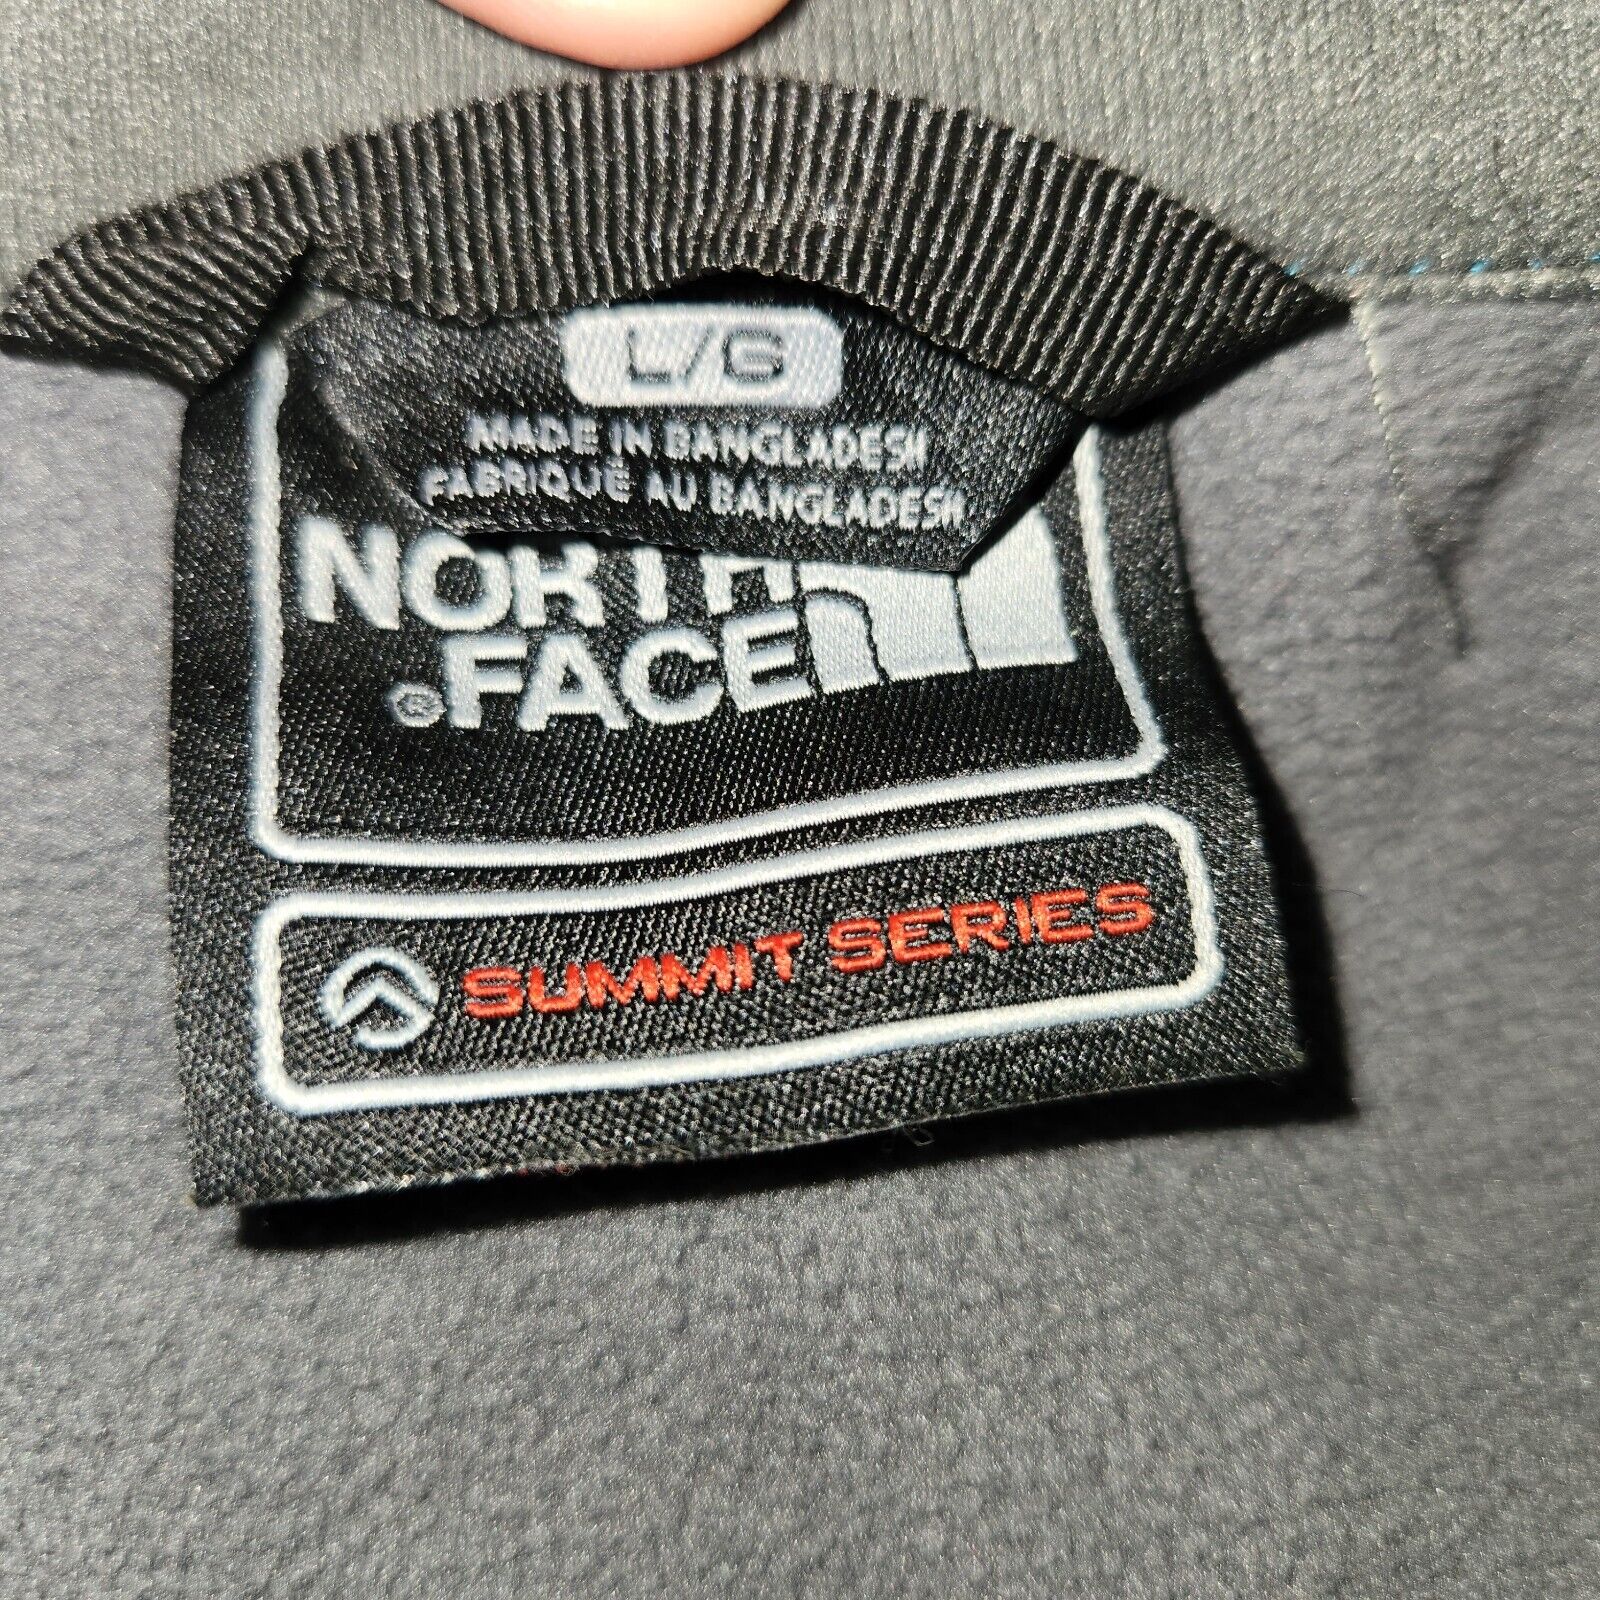 L/G
MADE IN BANGLADESH
FABRIQUÉ AU BANGLADESH
NORTH
®FACE
SUMMIT SERIES